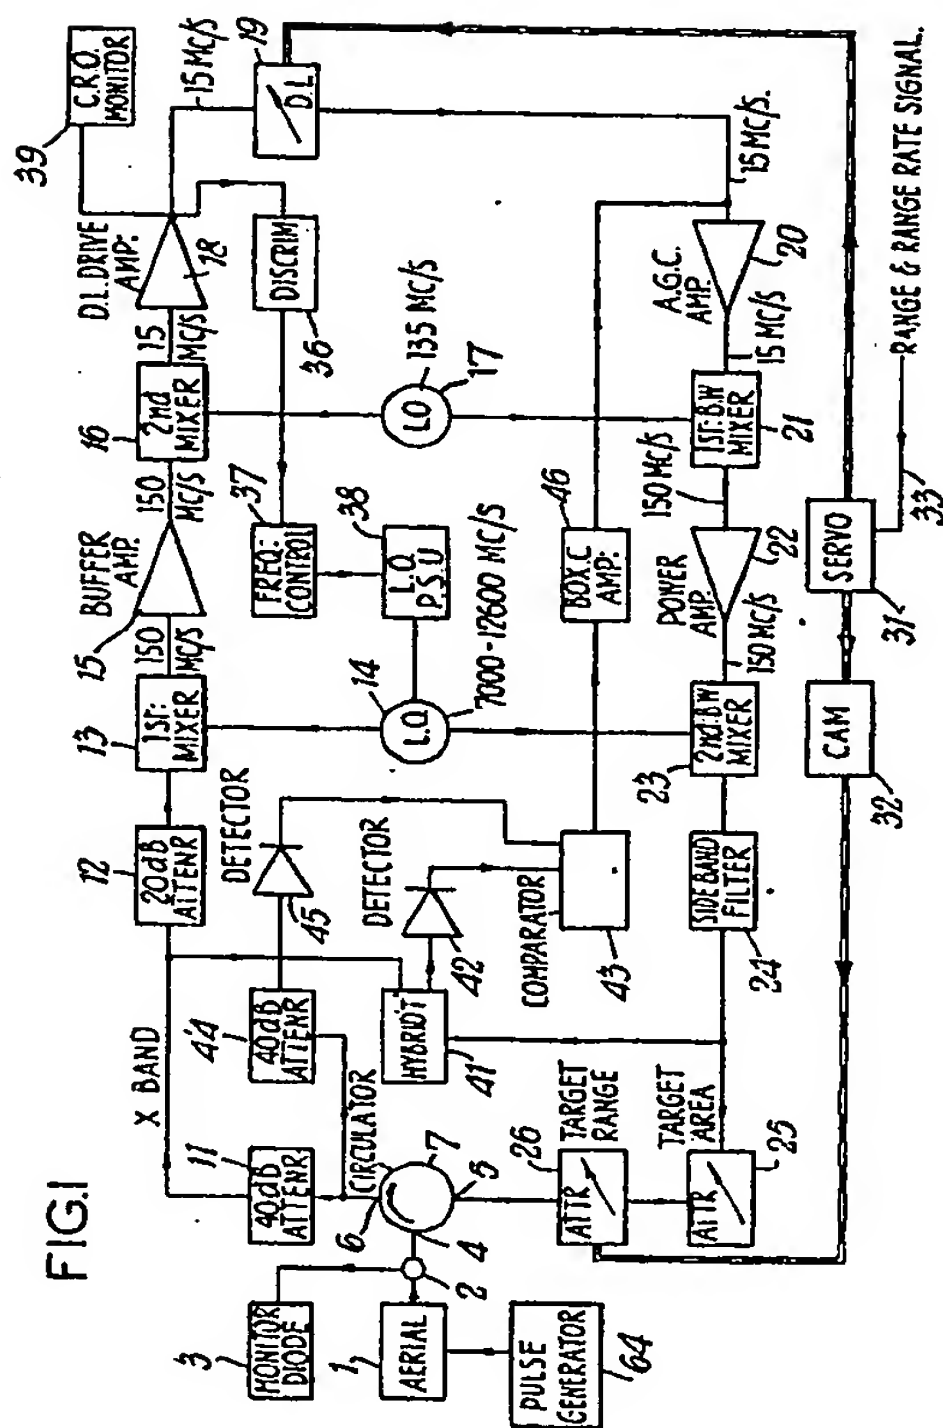 FIG.1
X BAND
3
MONITOR
DIODE
1
AERIAL
2
PULSE
GENERATOR
64
4
5
6
7
CIRCULATOR
11
40dB
ATTENR
44
40dB
ATTENR
12
20dB
ATTENR
13
1ST:
MIXER
150
MC/S
15
BUFFER
AMP.
150
MC/S
16
2nd
MIXER
15
MC/S
D.L. DRIVE
AMP:
18
39
C.R.O.
MONITOR
15 MC/S
19
D.L.
DETECTOR
45
DETECTOR
42
HYBRID T
41
COMPARATOR
43
14
L.O.
7000-12600 MC/S
37
FREQ:
CONTROL
38
L.O.
P.S.U
DISCRIM
36
LO
135 MC/S
17
46
BOX.C
AMP:
15 MC/S.
A.G.C.
AMP.
20
15 MC/S
1ST:B.W
MIXER
21
150 MC/S
POWER
AMP.
22
150 MC/S
2nd:BW
MIXER
23
SIDE BAND
FILTER
24
26
ATTR
TARGET
RANGE
TARGET
AREA
ATTR
25
SERVO
31
CAM
32
33
RANGE & RANGE RATE SIGNAL.